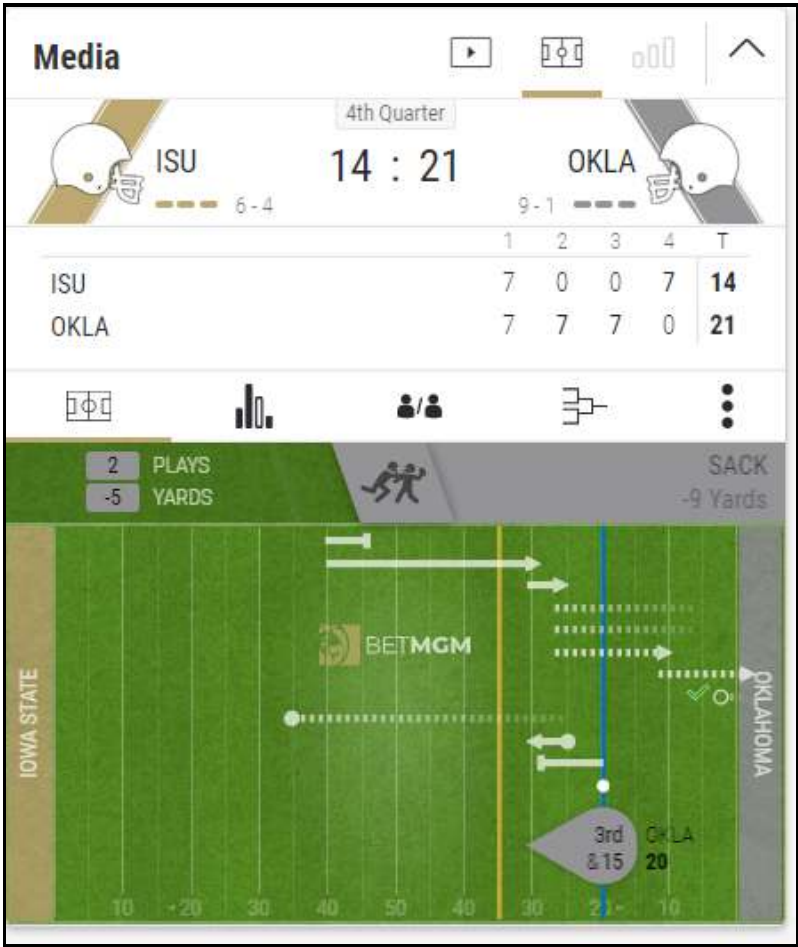 Media
4th Quarter
ISU 14 : 21 OKLA
6 - 4 9 - 1
1 2 3 4 T
ISU 7 0 0 7 14
OKLA 7 7 7 0 21
2 PLAYS SACK
-5 YARDS -9 Yards
BETMGM
IOWA STATE
OKLAHOMA
3rd OKLA
& 15 20
10 20 30 40 50 40 30 20 10